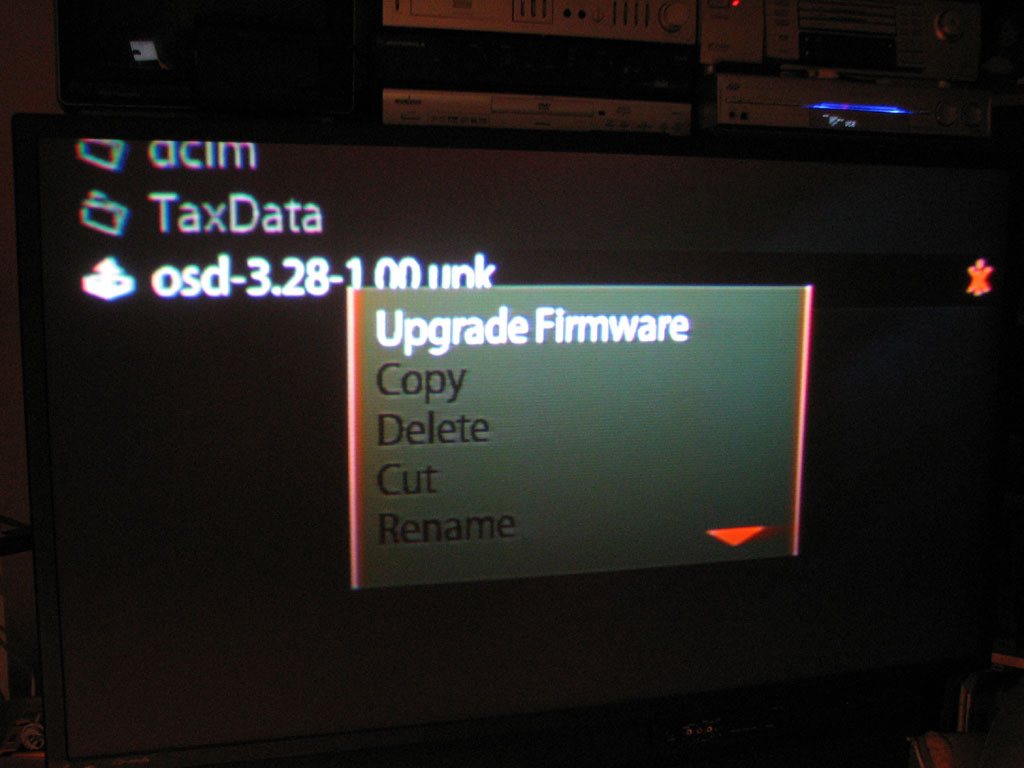 dcim
TaxData
osd-3.28-1.00.upk
Upgrade Firmware
Copy
Delete
Cut
Rename